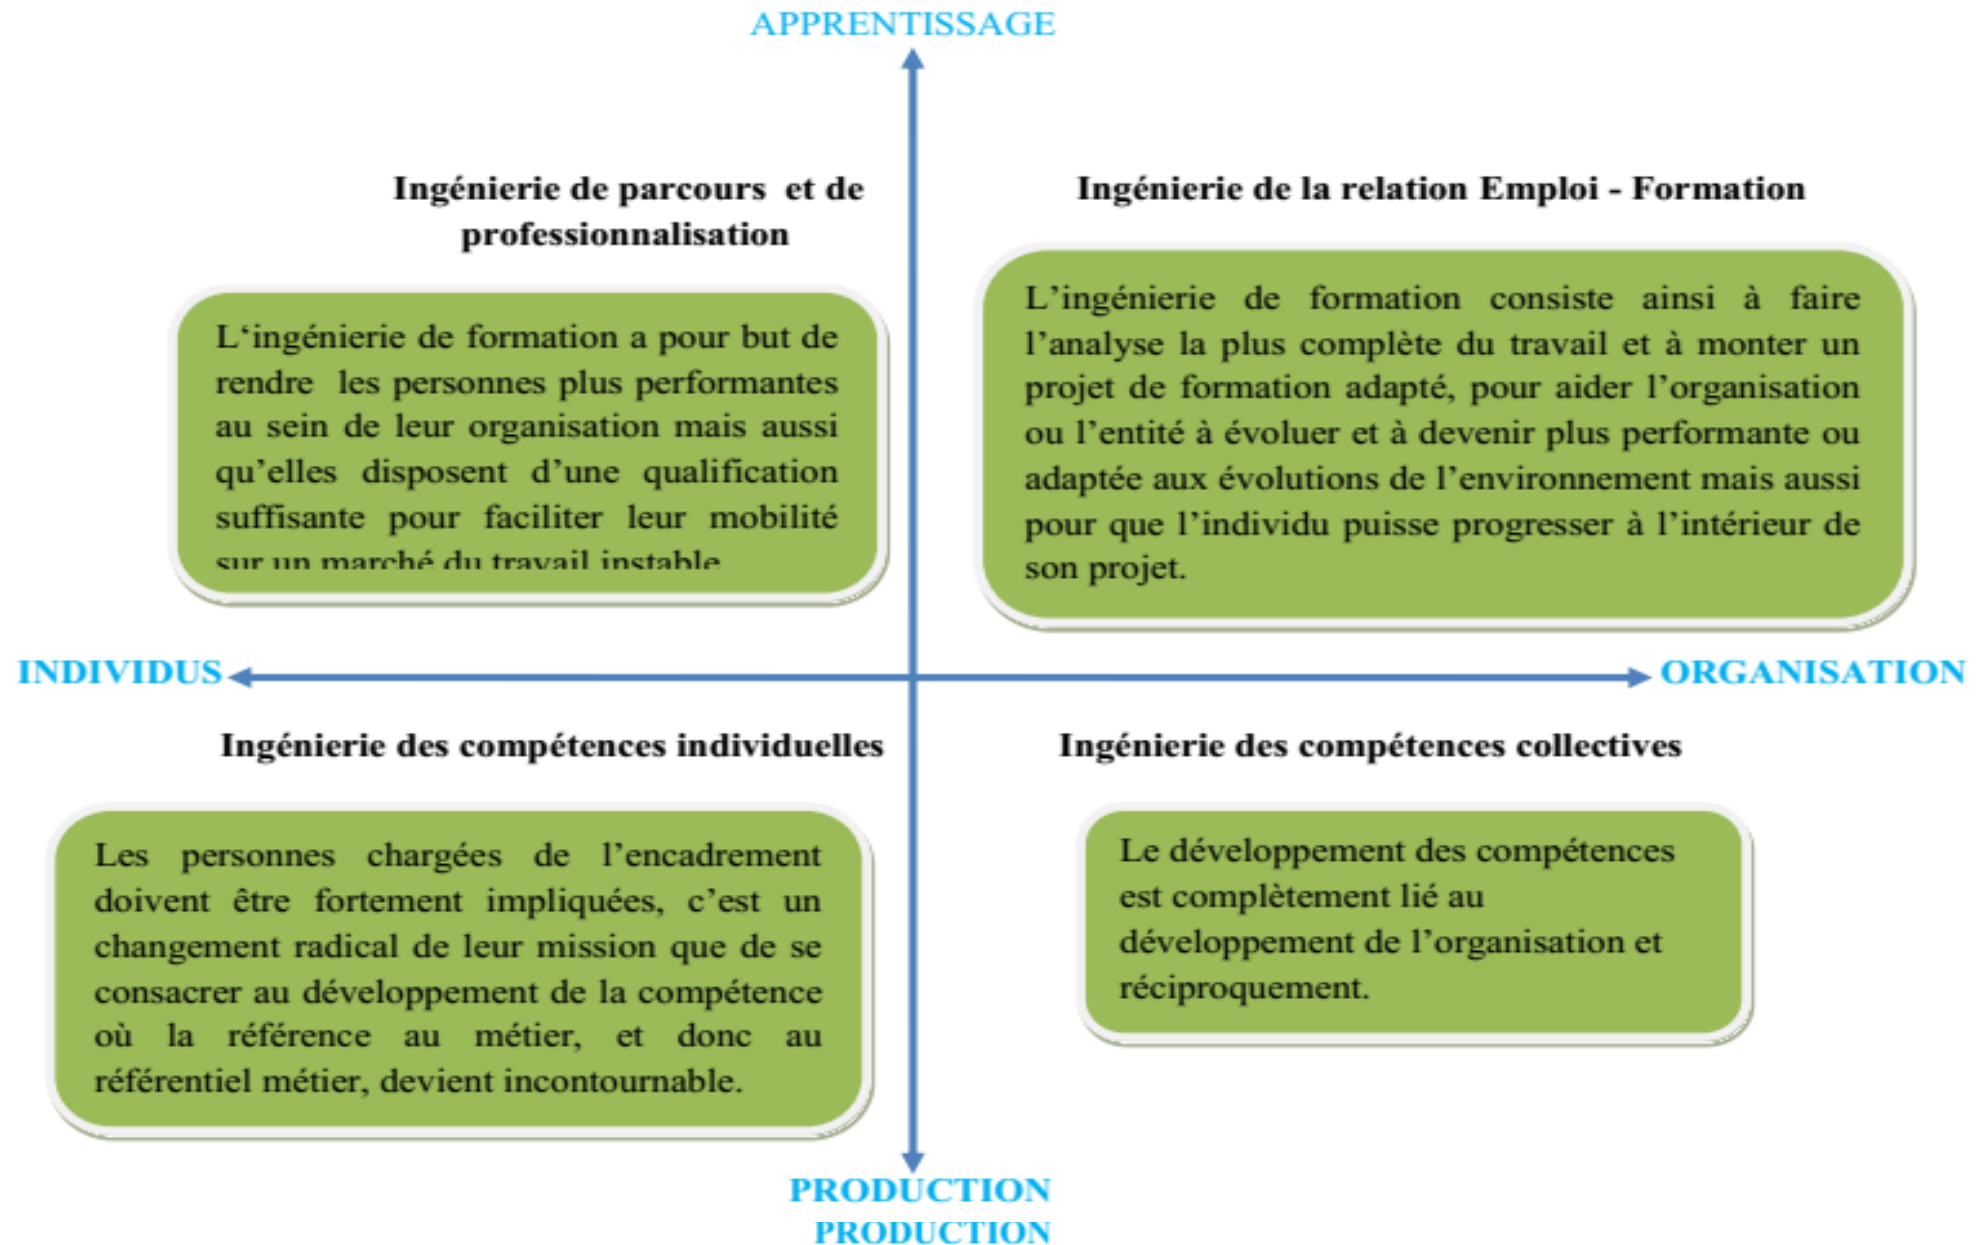 APPRENTISSAGE
Ingénierie de parcours et de
professionnalisation
L‘ingénierie de formation a pour but de
rendre les personnes plus performantes
au sein de leur organisation mais aussi
qu’elles disposent d’une qualification
suffisante pour faciliter leur mobilité
sur un marché du travail instable
Ingénierie de la relation Emploi - Formation
L’ingénierie de formation consiste ainsi à faire
l’analyse la plus complète du travail et à monter un
projet de formation adapté, pour aider l’organisation
ou l’entité à évoluer et à devenir plus performante ou
adaptée aux évolutions de l’environnement mais aussi
pour que l’individu puisse progresser à l’intérieur de
son projet.
INDIVIDUS
ORGANISATION
Ingénierie des compétences individuelles
Les personnes chargées de l’encadrement
doivent être fortement impliquées, c’est un
changement radical de leur mission que de se
consacrer au développement de la compétence
où la référence au métier, et donc au
référentiel métier, devient incontournable.
Ingénierie des compétences collectives
Le développement des compétences
est complètement lié au
développement de l’organisation et
réciproquement.
PRODUCTION
PRODUCTION